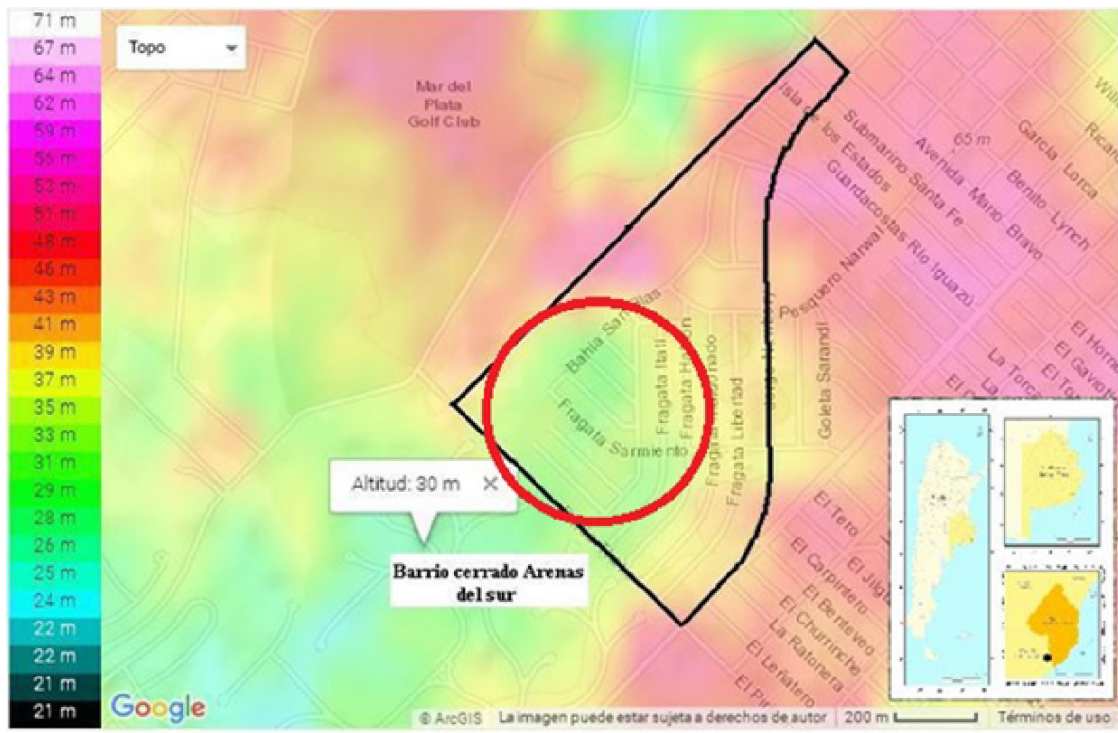 71 m
67 m
64 m
62 m
59 m
56 m
53 m
51 m
48 m
46 m
43 m
41 m
39 m
37 m
35 m
33 m
31 m
29 m
28 m
26 m
25 m
24 m
22 m
22 m
21 m
21 m
Topo
Mar del
Plata
Golf Club
Isla de los Estados
Submarino Santa Fe
65 m
Avenida Mario Bravo
García Lorca
Benito Lynch
Guardacostas Río Iguazú
Pesquero Narwal
Bahía San Blas
Fragata Itatí
Fragata Sarmiento
Fragata Libertad
Goleta Sarandí
La Torca
Altitud: 30 m ×
Barrio cerrado Arenas
del sur
El Tero
El Carpintero
El Benteveo
El Churrinche
La Ratonera
El Leñatero
Google
© ArcGIS La imagen puede estar sujeta a derechos de autor 200 m Términos de uso